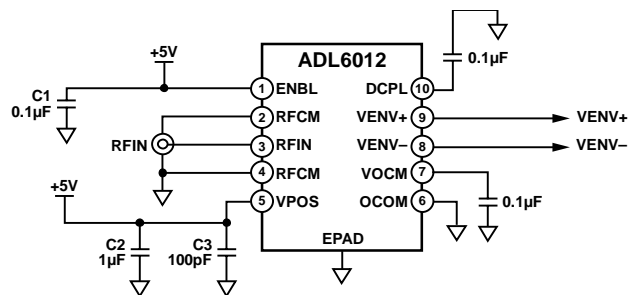 ADL6012
+5V
C1
0.1µF
1 ENBL
2 RFCM
RFIN
3 RFIN
4 RFCM
+5V
5 VPOS
C2
1µF
C3
100pF
DCPL 10
0.1µF
VENV+ 9
VENV+
VENV– 8
VENV–
VOCM 7
0.1µF
OCOM 6
EPAD